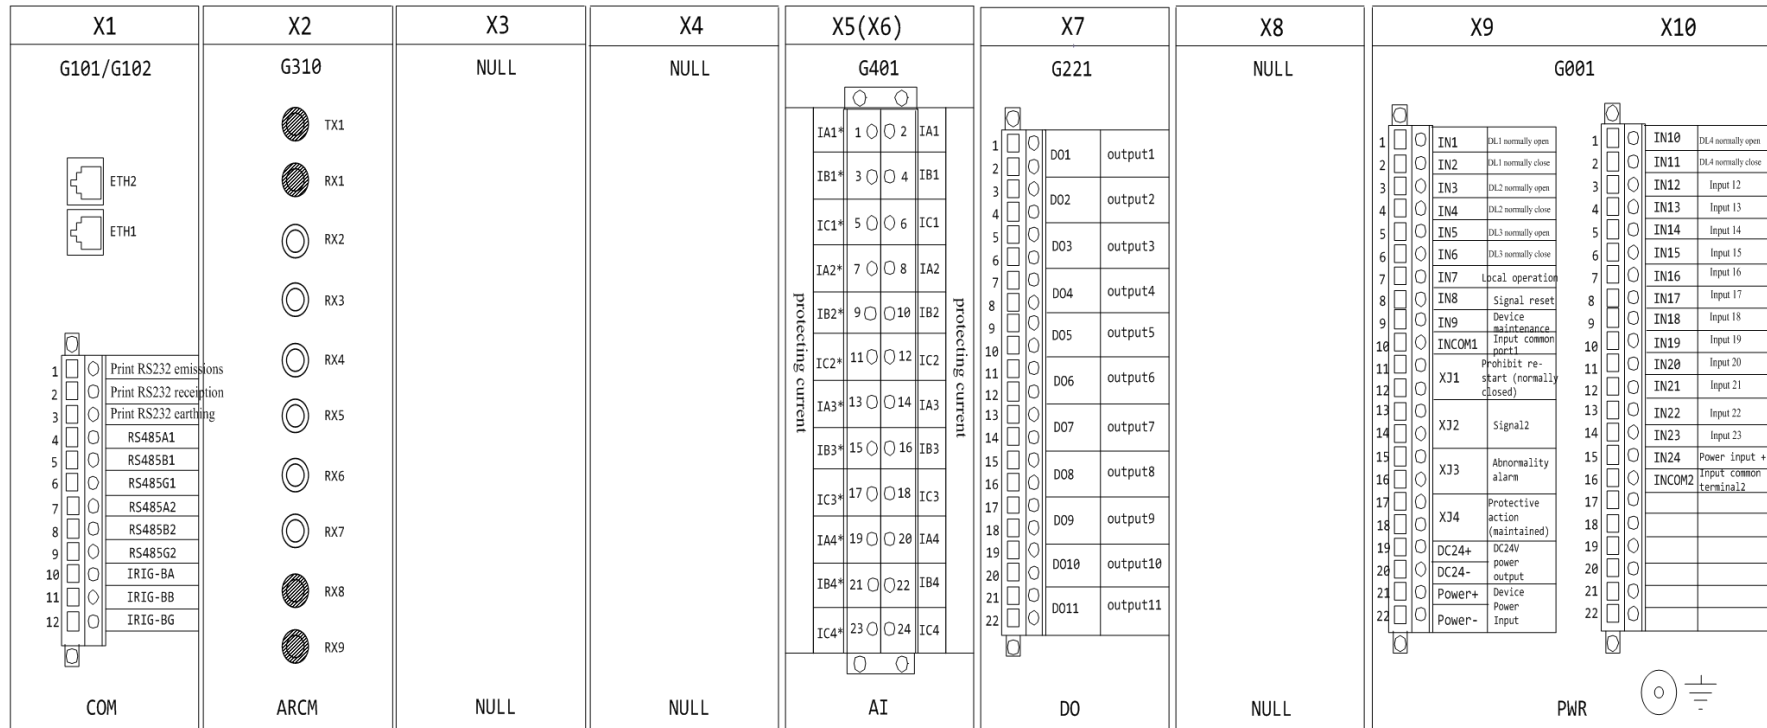 X1
G101/G102
ETH2
ETH1
1 Print RS232 emissions
2 Print RS232 receiption
3 Print RS232 earthing
4 RS485A1
5 RS485B1
6 RS485G1
7 RS485A2
8 RS485B2
9 RS485G2
10 IRIG-BA
11 IRIG-BB
12 IRIG-BG
COM
X2
G310
TX1
RX1
RX2
RX3
RX4
RX5
RX6
RX7
RX8
RX9
ARCM
X3
NULL
NULL
X4
NULL
NULL
X5(X6)
G401
protecting current
IA1* 1 2 IA1
IB1* 3 4 IB1
IC1* 5 6 IC1
IA2* 7 8 IA2
IB2* 9 10 IB2
IC2* 11 12 IC2
IA3* 13 14 IA3
IB3* 15 16 IB3
IC3* 17 18 IC3
IA4* 19 20 IA4
IB4* 21 22 IB4
IC4* 23 24 IC4
protecting current
AI
X7
G221
1
2
DO1 output1
3
4
DO2 output2
5
6
DO3 output3
7
8
DO4 output4
9
10
DO5 output5
11
12
DO6 output6
13
14
DO7 output7
15
16
DO8 output8
17
18
DO9 output9
19
20
DO10 output10
21
22
DO11 output11
DO
X8
NULL
NULL
X9 X10
G001
1 IN1 DL1 normally open
2 IN2 DL1 normally close
3 IN3 DL2 normally open
4 IN4 DL2 normally close
5 IN5 DL3 normally open
6 IN6 DL3 normally close
7 IN7 Local operation
8 IN8 Signal reset
9 IN9 Device
maintenance
10 INCOM1 Input common
port1
11
12
XJ1 Prohibit re-
start (normally
closed)
13
14
XJ2 Signal2
15
16
XJ3 Abnormality
alarm
17
18
XJ4 Protective
action
(maintained)
19 DC24+
20 DC24-
DC24V
power
output
21 Power+
22 Power-
Device
Power
Input
1 IN10 DL4 normally open
2 IN11 DL4 normally close
3 IN12 Input 12
4 IN13 Input 13
5 IN14 Input 14
6 IN15 Input 15
7 IN16 Input 16
8 IN17 Input 17
9 IN18 Input 18
10 IN19 Input 19
11 IN20 Input 20
12 IN21 Input 21
13 IN22 Input 22
14 IN23 Input 23
15 IN24 Power input +
16 INCOM2 Input common
terminal2
17
18
19
20
21
22
PWR